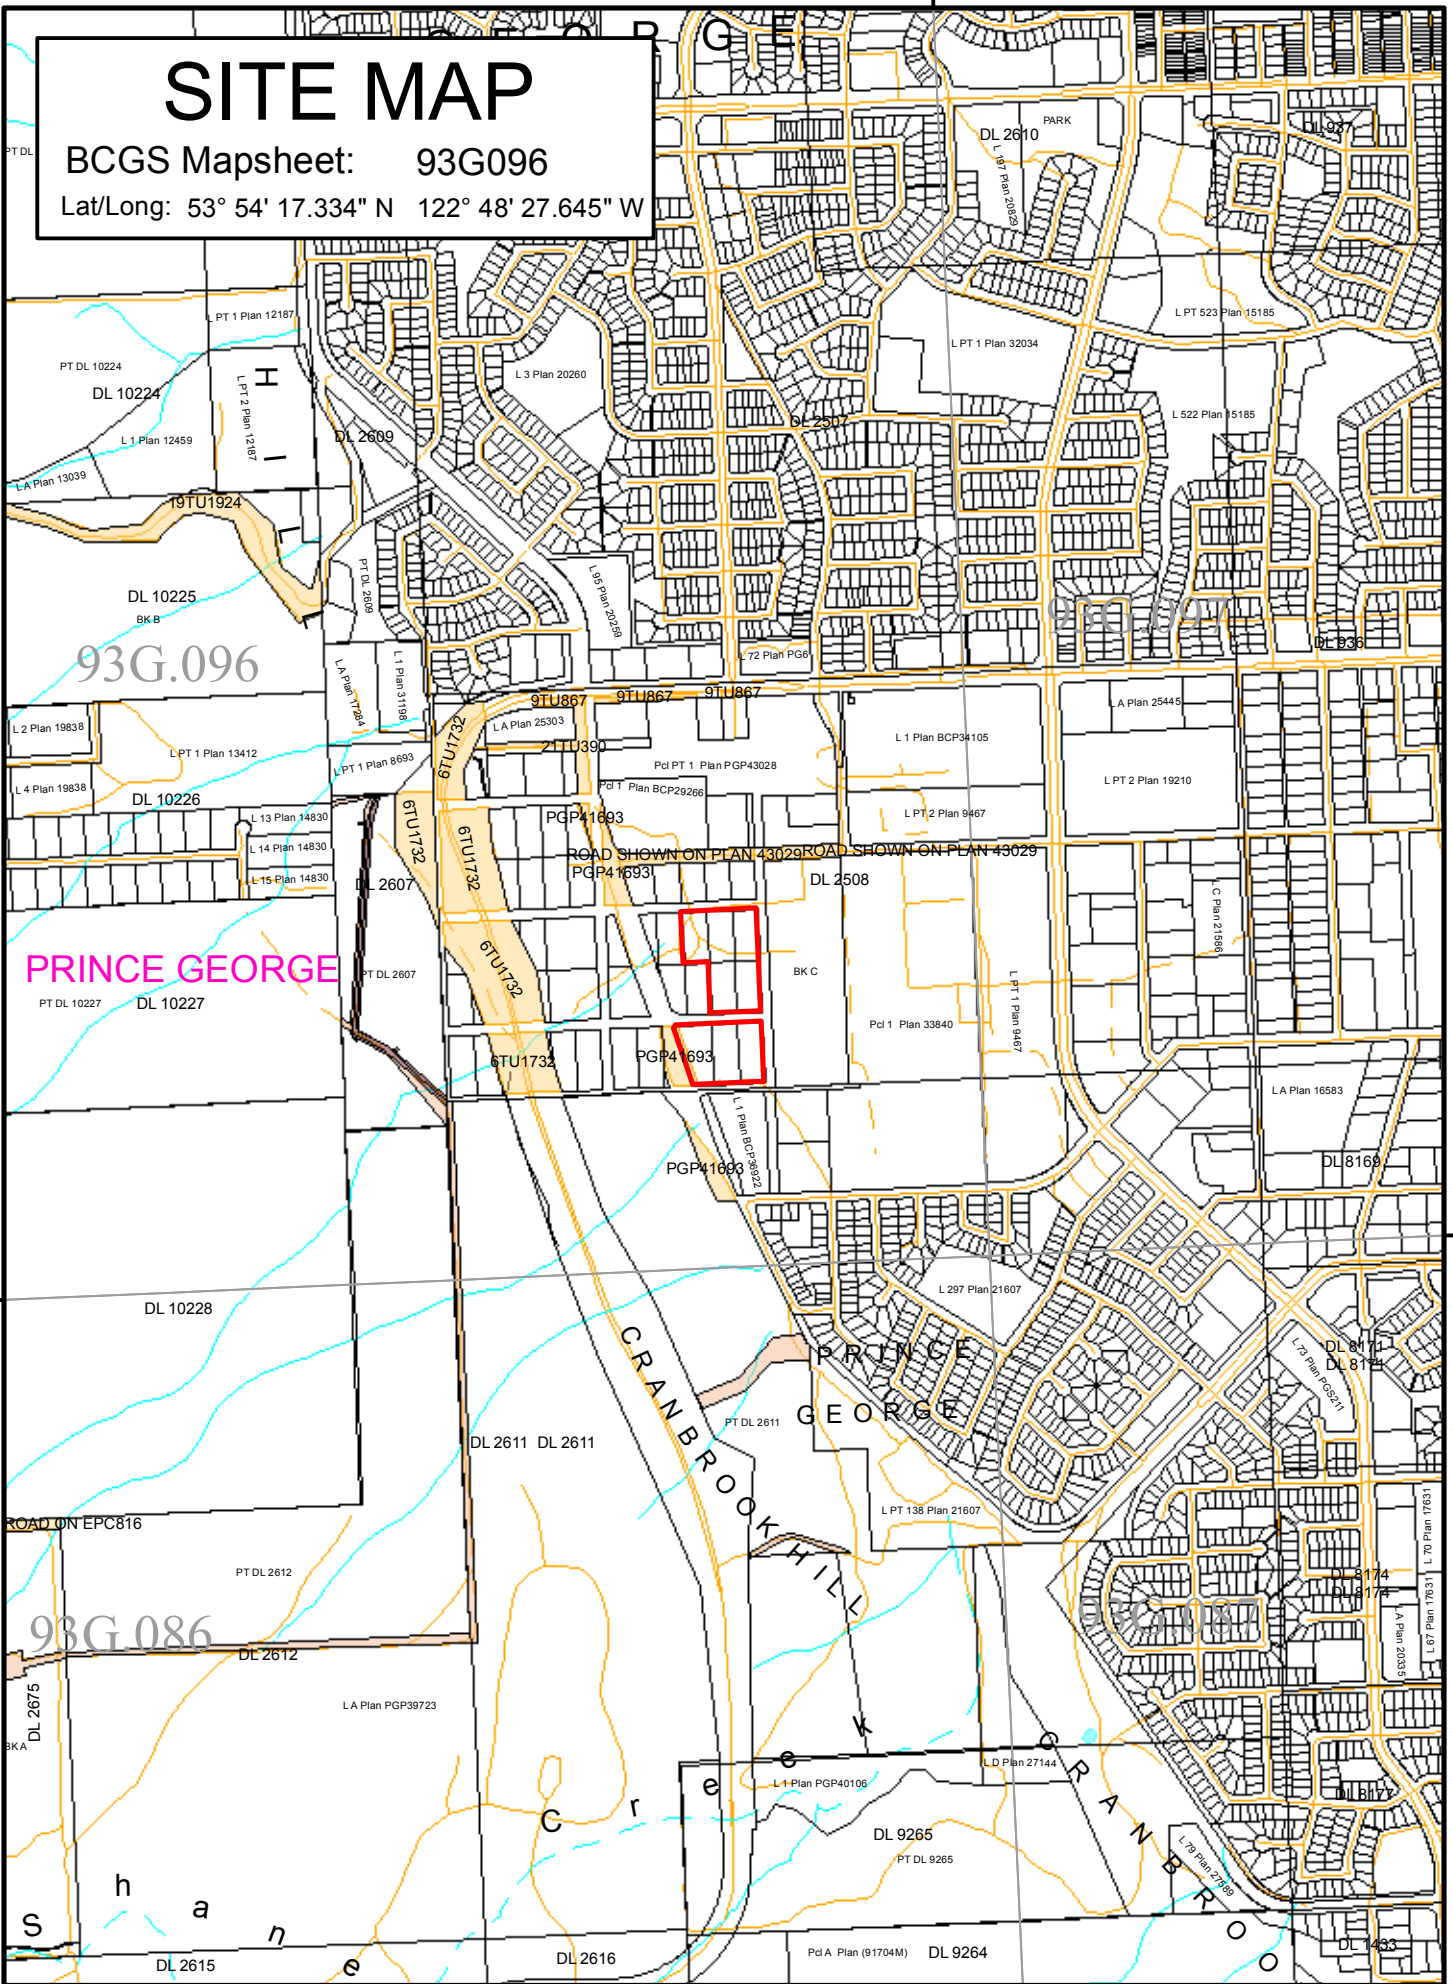 G E O R G E
SITE MAP
BCGS Mapsheet: 93G096
Lat/Long: 53° 54' 17.334" N 122° 48' 27.645" W
PT DL
PARK
DL 2610
DL 937
L 197 Plan 20829
L PT 1 Plan 12187
L PT 523 Plan 15185
L PT 1 Plan 32034
PT DL 10224
DL 10224
L PT 2 Plan 12187
H I L L
L 3 Plan 20260
L 522 Plan 15185
DL 2507
DL 2609
L 1 Plan 12459
L A Plan 13039
19TU1924
PT DL 2609
L 95 Plan 20259
DL 10225
BK B
93G.096
93G.097
DL 936
L 72 Plan PG6
L A Plan 17284
L 1 Plan 31198
9TU867
9TU867
9TU867
L A Plan 25445
L 2 Plan 19838
L PT 1 Plan 13412
6TU1732
L A Plan 25303
21TU390
L 1 Plan BCP34105
L PT 1 Plan 8693
Pcl PT 1 Plan PGP43028
L PT 2 Plan 19210
L 4 Plan 19838
DL 10226
Pcl 1 Plan BCP29266
L 13 Plan 14830
PGP41693
L PT 2 Plan 9467
6TU1732
6TU1732
L 14 Plan 14830
ROAD SHOWN ON PLAN 43029
ROAD SHOWN ON PLAN 43029
PGP41693
L 15 Plan 14830
DL 2607
DL 2508
L C Plan 21586
PRINCE GEORGE
PT DL 2607
6TU1732
BK C
PT DL 10227
DL 10227
L PT 1 Plan 9467
Pcl 1 Plan 33840
6TU1732
PGP41693
L A Plan 16583
L 1 Plan BCP36922
PGP41693
DL 8169
L 297 Plan 21607
DL 10228
C R A N B R O O K H I L L
P R I N C E
G E O R G E
L 73 Plan PGS211
DL 8171
DL 8171
PT DL 2611
DL 2611 DL 2611
L PT 138 Plan 21607
ROAD ON EPC816
L 70 Plan 17631
PT DL 2612
DL 8174
DL 8174
93G.086
93G.087
L A Plan 20335
L 67 Plan 17631
DL 2612
DL 2675
BK A
L A Plan PGP39723
L D Plan 27144
L 1 Plan PGP40106
DL 8177
S h a n e C r e e k
DL 9265
PT DL 9265
C R A N B R O O
L 79 Plan 27589
DL 2615
DL 2616
Pcl A Plan (91704M)
DL 9264
DL 1433